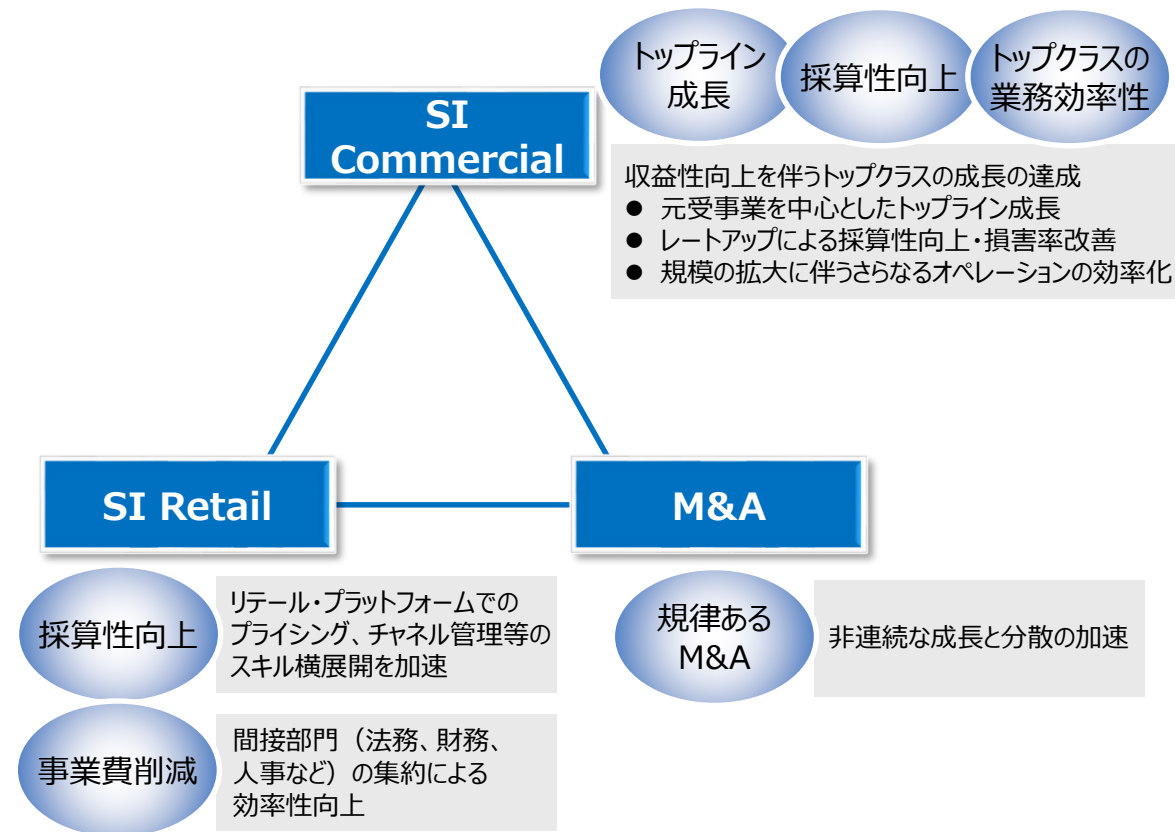 トップライン
成長
採算性向上
トップクラスの
業務効率性
SI
Commercial
収益性向上を伴うトップクラスの成長の達成
● 元受事業を中心としたトップライン成長
● レートアップによる採算性向上・損害率改善
● 規模の拡大に伴うさらなるオペレーションの効率化
SI Retail
M&A
採算性向上
リテール・プラットフォームでの
プライシング、チャネル管理等の
スキル横展開を加速
規律ある
M&A
非連続な成長と分散の加速
事業費削減
間接部門（法務、財務、
人事など）の集約による
効率性向上